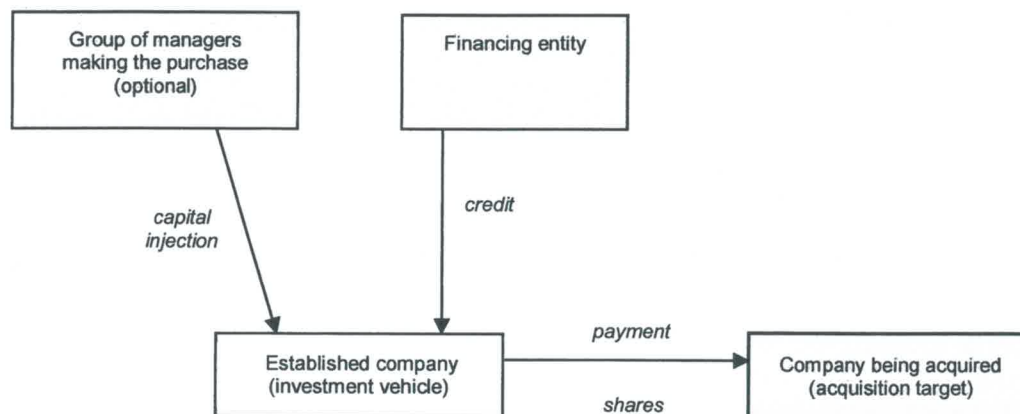 Group of managers
making the purchase
(optional)
Financing entity
capital
injection
credit
Established company
(investment vehicle)
payment
shares
Company being acquired
(acquisition target)